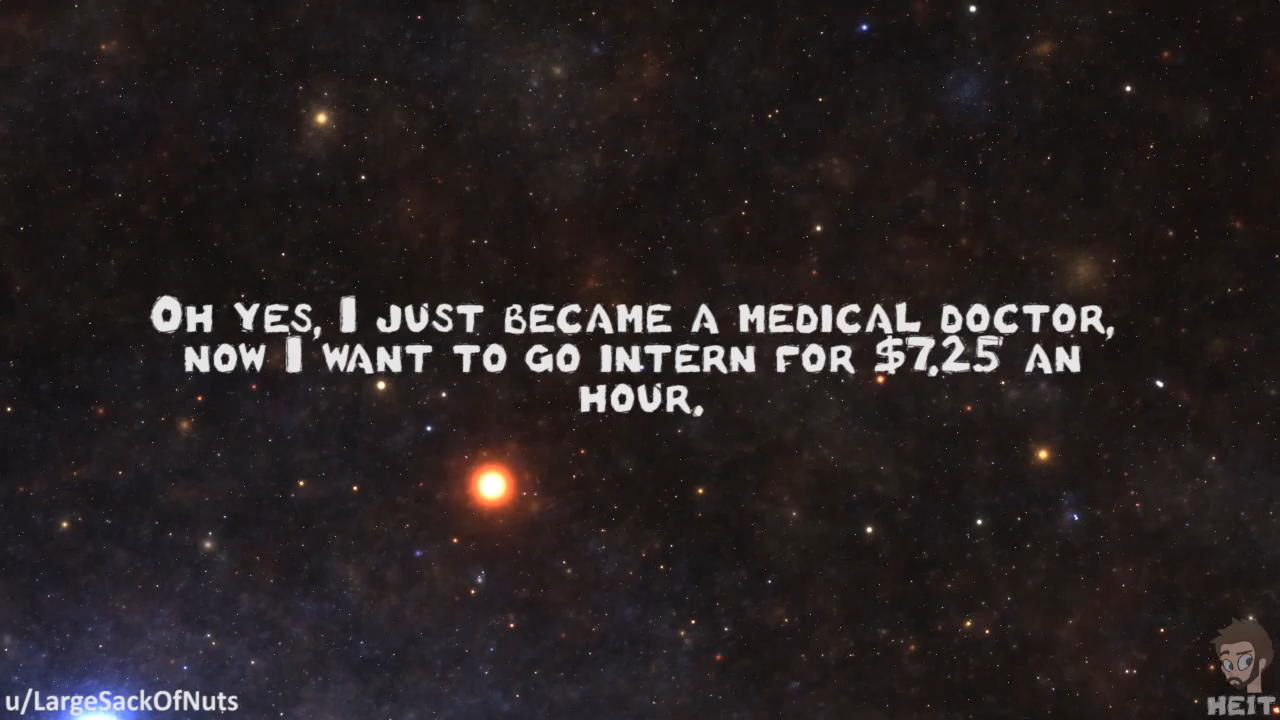 Oh yes, I just became a medical doctor,
now I want to go intern for $7.25 an
hour.
u/LargeSackOfNuts
HEIT